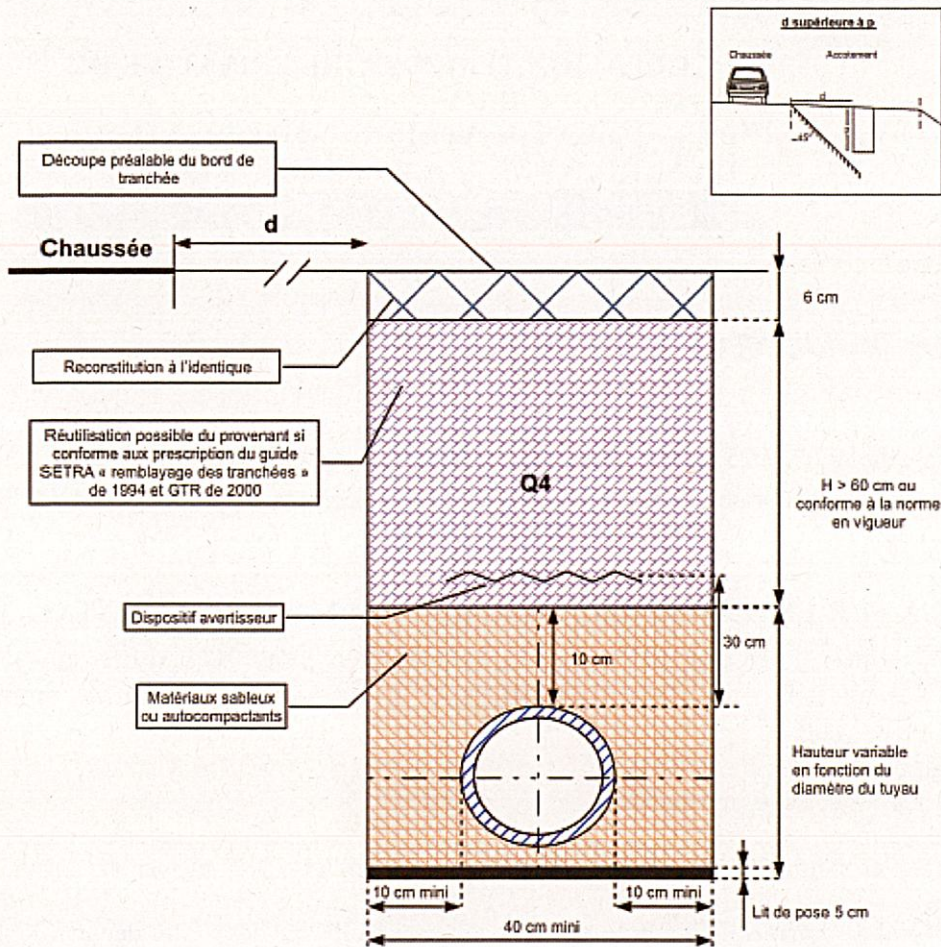 d supérieure à p
Chaussée
Accotement
d
45°
Découpe préalable du bord de
tranchée
d
Chaussée
6 cm
Reconstitution à l'identique
Réutilisation possible du provenant si
conforme aux prescription du guide
SETRA « remblayage des tranchées »
de 1994 et GTR de 2000
Q4
H > 60 cm ou
conforme à la norme
en vigueur
Dispositif avertisseur
10 cm
30 cm
Matériaux sableux
ou autocompactants
Hauteur variable
en fonction du
diamètre du tuyau
10 cm mini
10 cm mini
Lit de pose 5 cm
40 cm mini